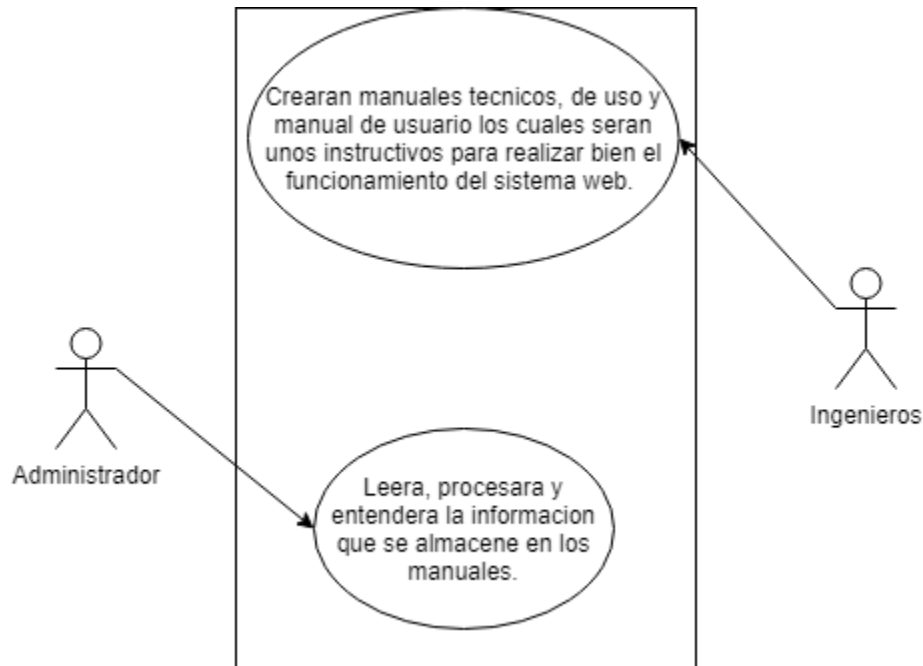 Crearan manuales tecnicos, de uso y
manual de usuario los cuales seran
unos instructivos para realizar bien el
funcionamiento del sistema web.
Ingenieros
Administrador
Leera, procesara y
entendera la informacion
que se almacene en los
manuales.